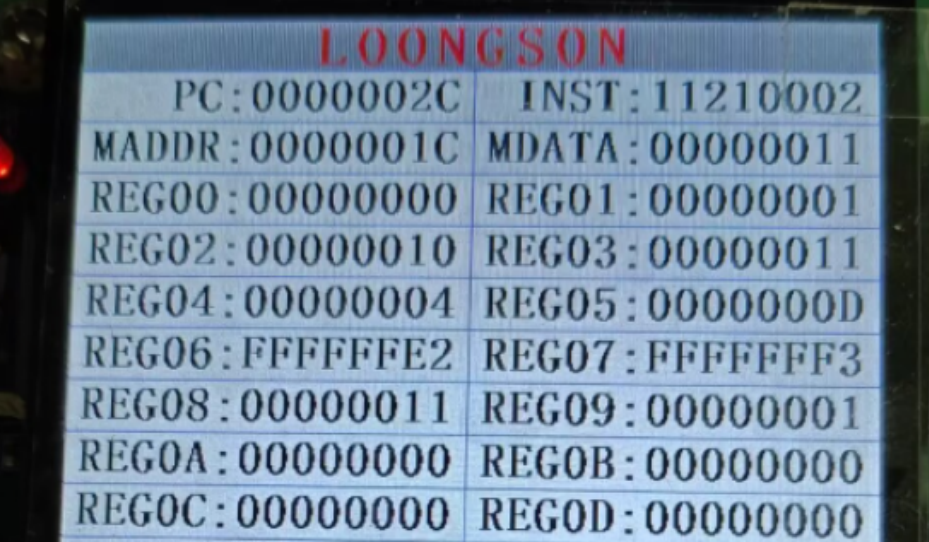 LOONGSON
PC:0000002C INST:11210002
MADDR:0000001C MDATA:00000011
REG00:00000000 REG01:00000001
REG02:00000010 REG03:00000011
REG04:00000004 REG05:0000000D
REG06:FFFFFFE2 REG07:FFFFFFF3
REG08:00000011 REG09:00000001
REG0A:00000000 REG0B:00000000
REG0C:00000000 REG0D:00000000